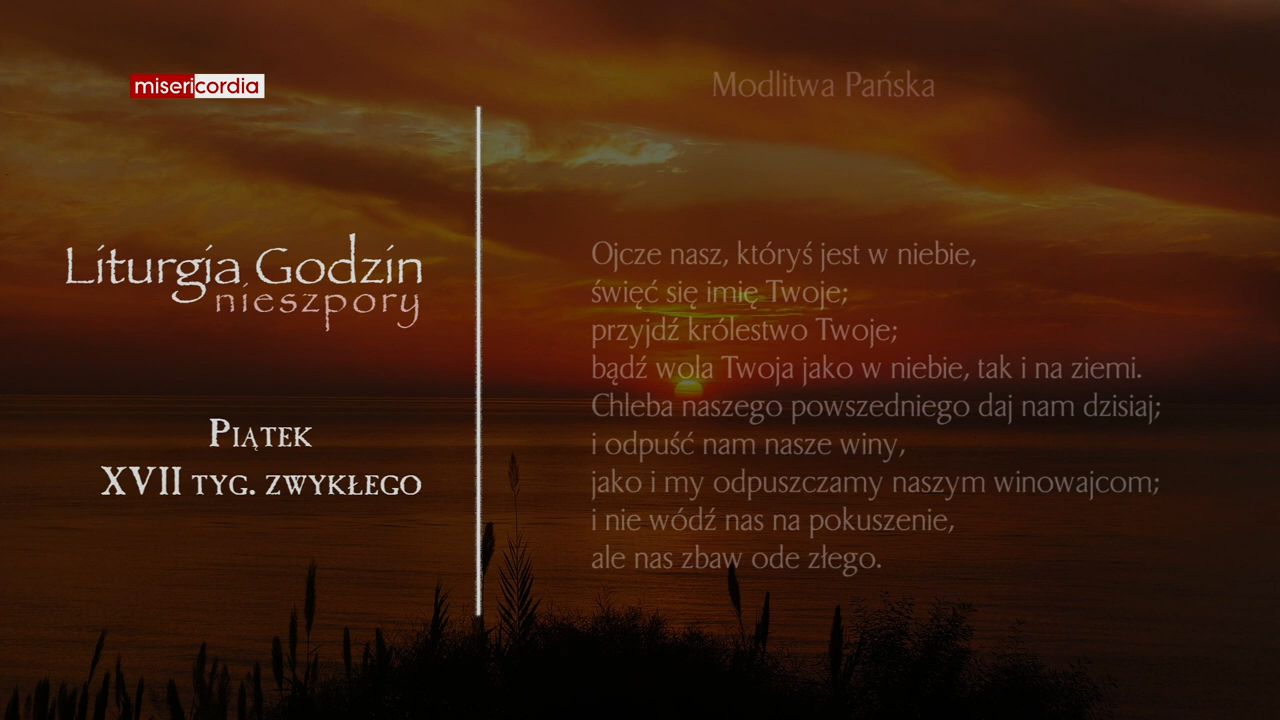 misericordia
Liturgia Godzin
nieszpory
Piątek
XVII tyg. zwykłego
Modlitwa Pańska
Ojcze nasz, któryś jest w niebie,
święć się imię Twoje;
przyjdź królestwo Twoje;
bądź wola Twoja jako w niebie, tak i na ziemi.
Chleba naszego powszedniego daj nam dzisiaj;
i odpuść nam nasze winy,
jako i my odpuszczamy naszym winowajcom;
i nie wódź nas na pokuszenie,
ale nas zbaw ode złego.